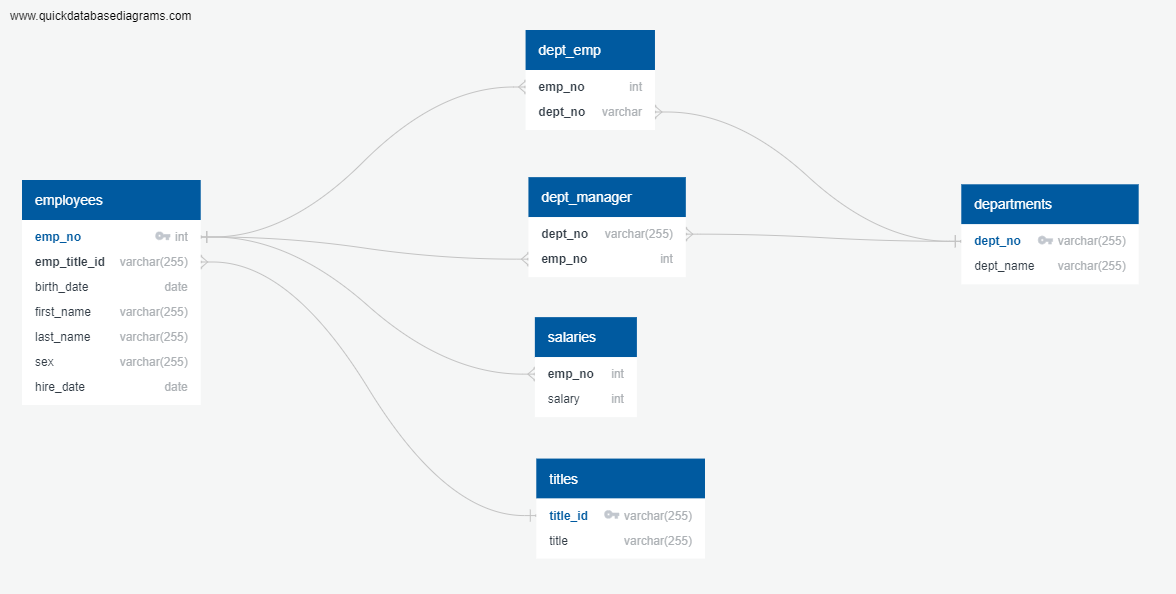 www.quickdatabasediagrams.com
dept_emp
emp_no int
dept_no varchar
dept_manager
dept_no varchar(255)
emp_no int
employees
emp_no int
emp_title_id varchar(255)
birth_date date
first_name varchar(255)
last_name varchar(255)
sex varchar(255)
hire_date date
departments
dept_no varchar(255)
dept_name varchar(255)
salaries
emp_no int
salary int
titles
title_id varchar(255)
title varchar(255)